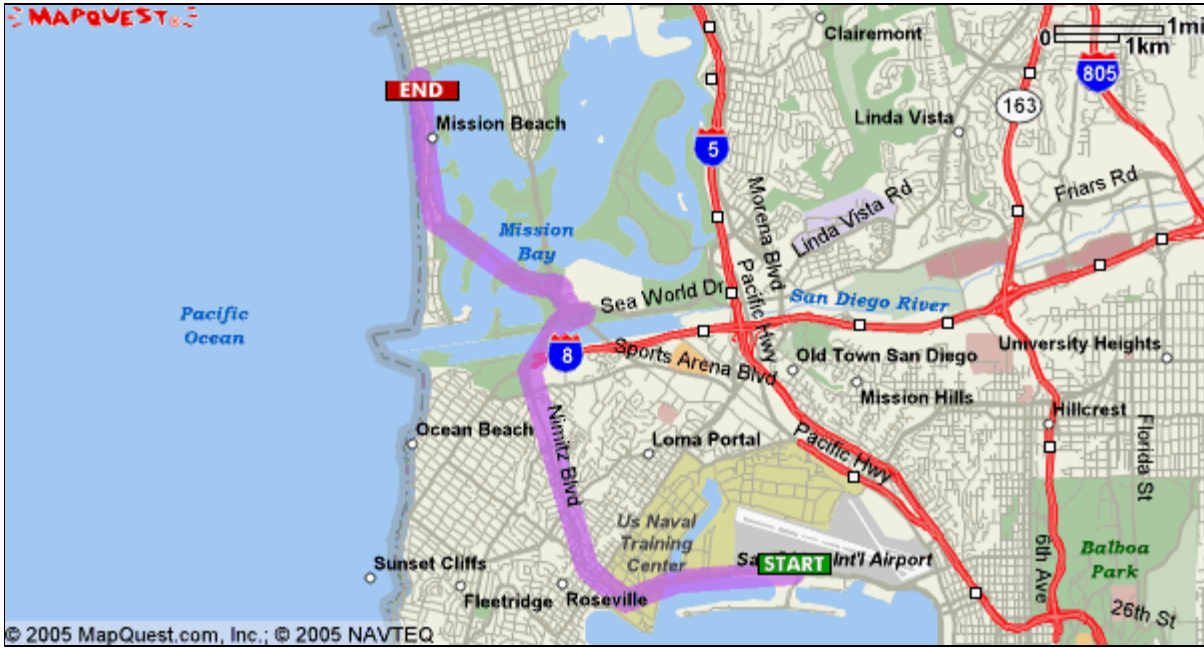 MAPQUEST
0 1mi
1km
Clairemont
805
END
163
Mission Beach
Linda Vista
5
Friars Rd
Morena Blvd
Linda Vista Rd
Mission
Bay
Pacific
Ocean
Sea World Dr
San Diego River
Pacific Hwy
8
Sports Arena Blvd
Old Town San Diego
University Heights
Mission Hills
Hillcrest
Ocean Beach
Nimitz Blvd
Loma Portal
Pacific Hwy
Florida St
Us Naval
Training
Center
START
Int'l Airport
Balboa
Park
6th Ave
Sunset Cliffs
Fleetridge
Roseville
26th St
© 2005 MapQuest.com, Inc.; © 2005 NAVTEQ